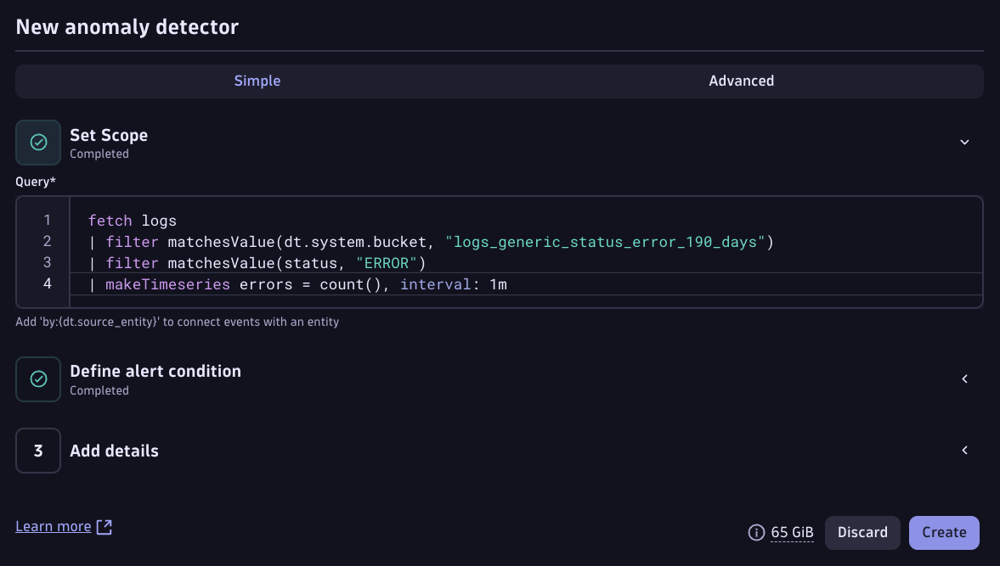 New anomaly detector
Simple
Advanced
Set Scope
Completed
Query*
1 fetch logs
2 | filter matchesValue(dt.system.bucket, "logs_generic_status_error_190_days")
3 | filter matchesValue(status, "ERROR")
4 | makeTimeseries errors = count(), interval: 1m
Add 'by:{dt.source_entity}' to connect events with an entity
Define alert condition
Completed
3 Add details
Learn more
65 GiB
Discard
Create